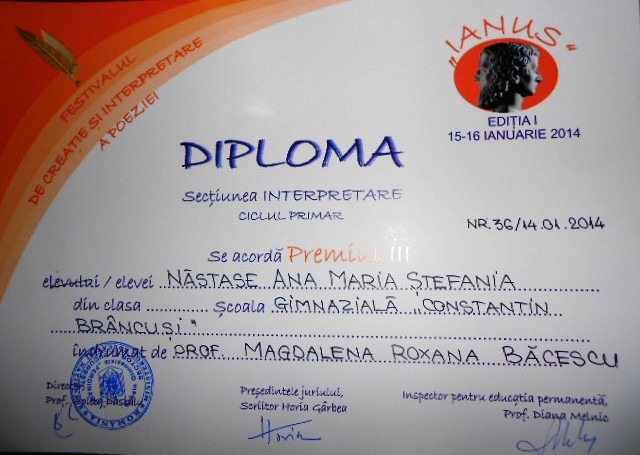 FESTIVALUL
DE CREAȚIE ȘI INTERPRETARE
A POEZIEI
„IANUS”
EDIȚIA I
15-16 IANUARIE 2014
DIPLOMA
Secțiunea INTERPRETARE
CICLUL PRIMAR
NR. 36/14.01.2014
Se acordă Premiul III
elevului / elevei NĂSTASE ANA MARIA ȘTEFANIA
din clasa ............ Școala GIMNAZIALĂ „CONSTANTIN
BRÂNCUȘI"
îndrumat de PROF. MAGDALENA ROXANA BĂCESCU
Președintele juriului,
Scriitor Horia Gârbea
Inspector pentru educația permanentă,
Prof. Diana Melnic
Prof.
ROMANIA